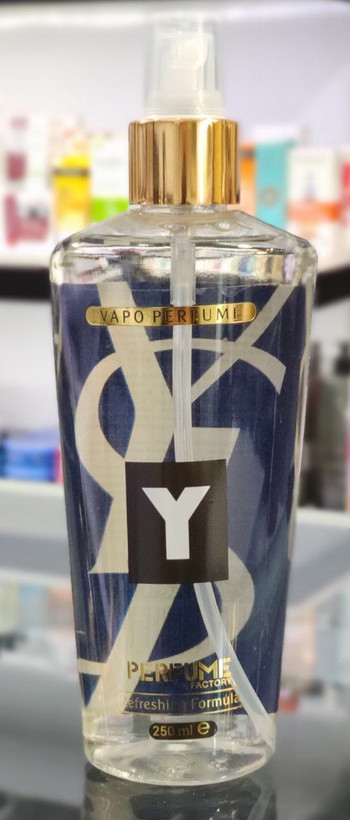 VAPO PERFUME
Y
PERFUME
FACTORY
Refreshing Formula
250 ml e